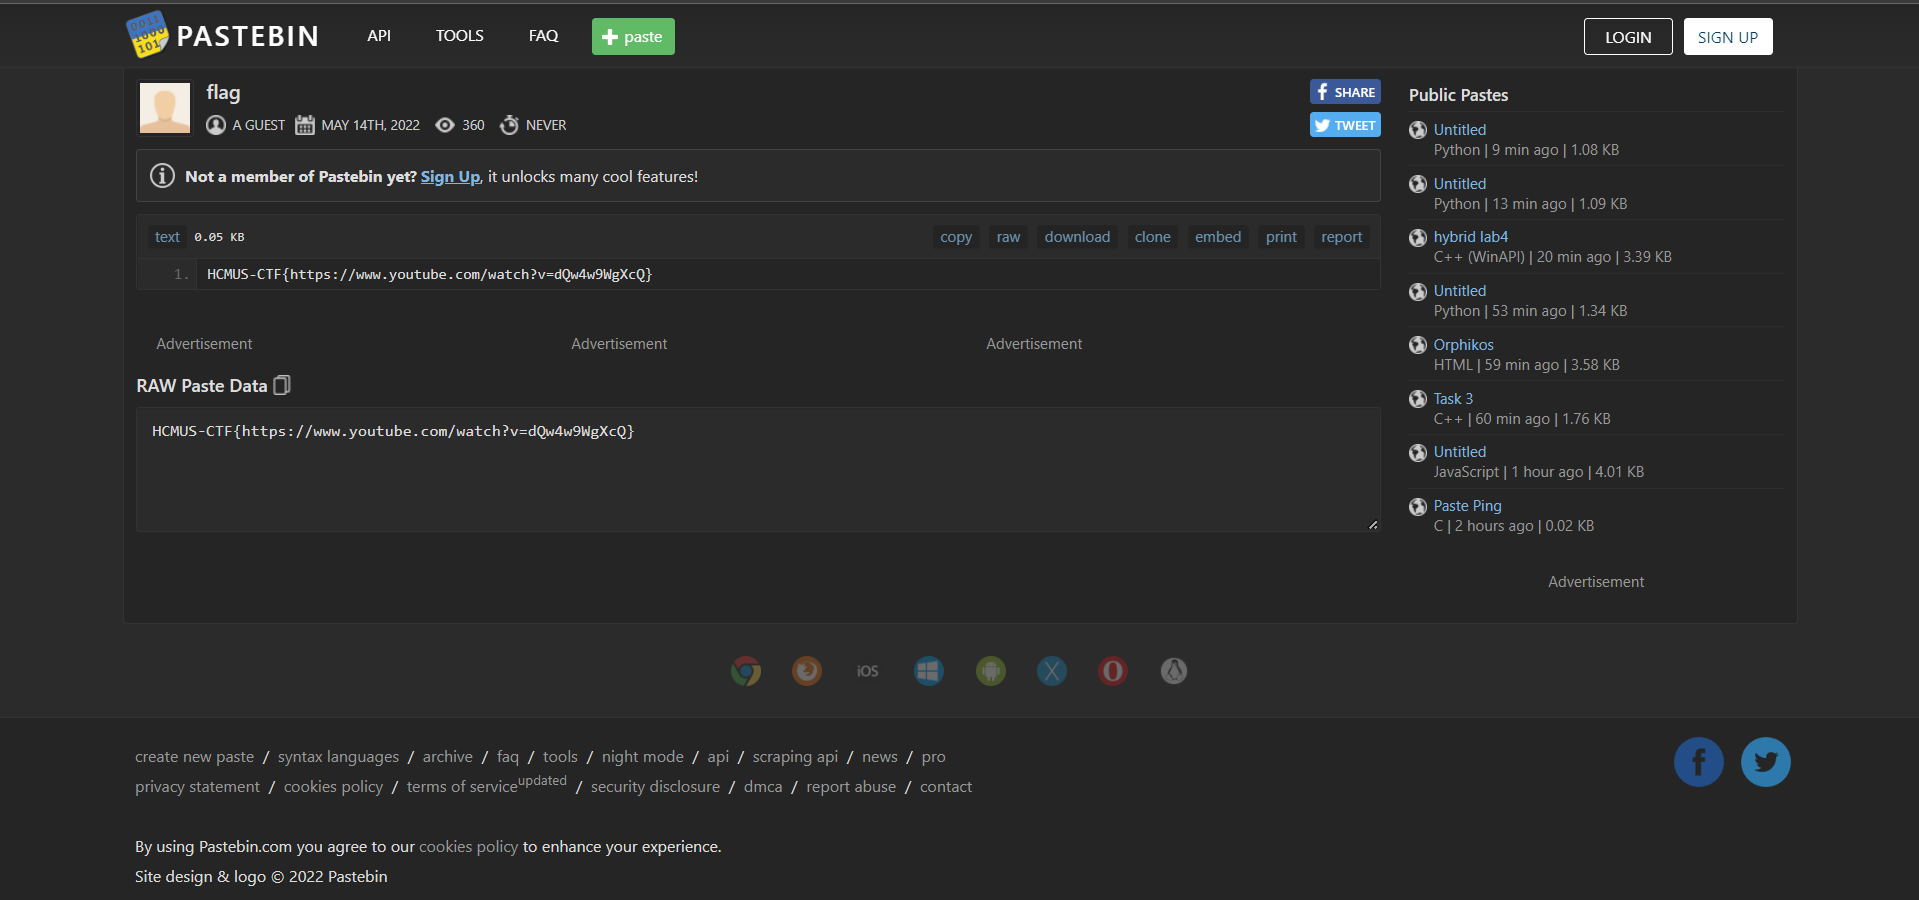 PASTEBIN API TOOLS FAQ paste LOGIN SIGN UP
flag
A GUEST MAY 14TH, 2022 360 NEVER
SHARE
TWEET
Not a member of Pastebin yet? Sign Up, it unlocks many cool features!
text 0.05 KB copy raw download clone embed print report
1. HCMUS-CTF{https://www.youtube.com/watch?v=dQw4w9WgXcQ}
Advertisement Advertisement Advertisement
RAW Paste Data
HCMUS-CTF{https://www.youtube.com/watch?v=dQw4w9WgXcQ}
Public Pastes
Untitled
Python | 9 min ago | 1.08 KB
Untitled
Python | 13 min ago | 1.09 KB
hybrid lab4
C++ (WinAPI) | 20 min ago | 3.39 KB
Untitled
Python | 53 min ago | 1.34 KB
Orphikos
HTML | 59 min ago | 3.58 KB
Task 3
C++ | 60 min ago | 1.76 KB
Untitled
JavaScript | 1 hour ago | 4.01 KB
Paste Ping
C | 2 hours ago | 0.02 KB
Advertisement
iOS
create new paste / syntax languages / archive / faq / tools / night mode / api / scraping api / news / pro
privacy statement / cookies policy / terms of service updated / security disclosure / dmca / report abuse / contact
By using Pastebin.com you agree to our cookies policy to enhance your experience.
Site design & logo © 2022 Pastebin